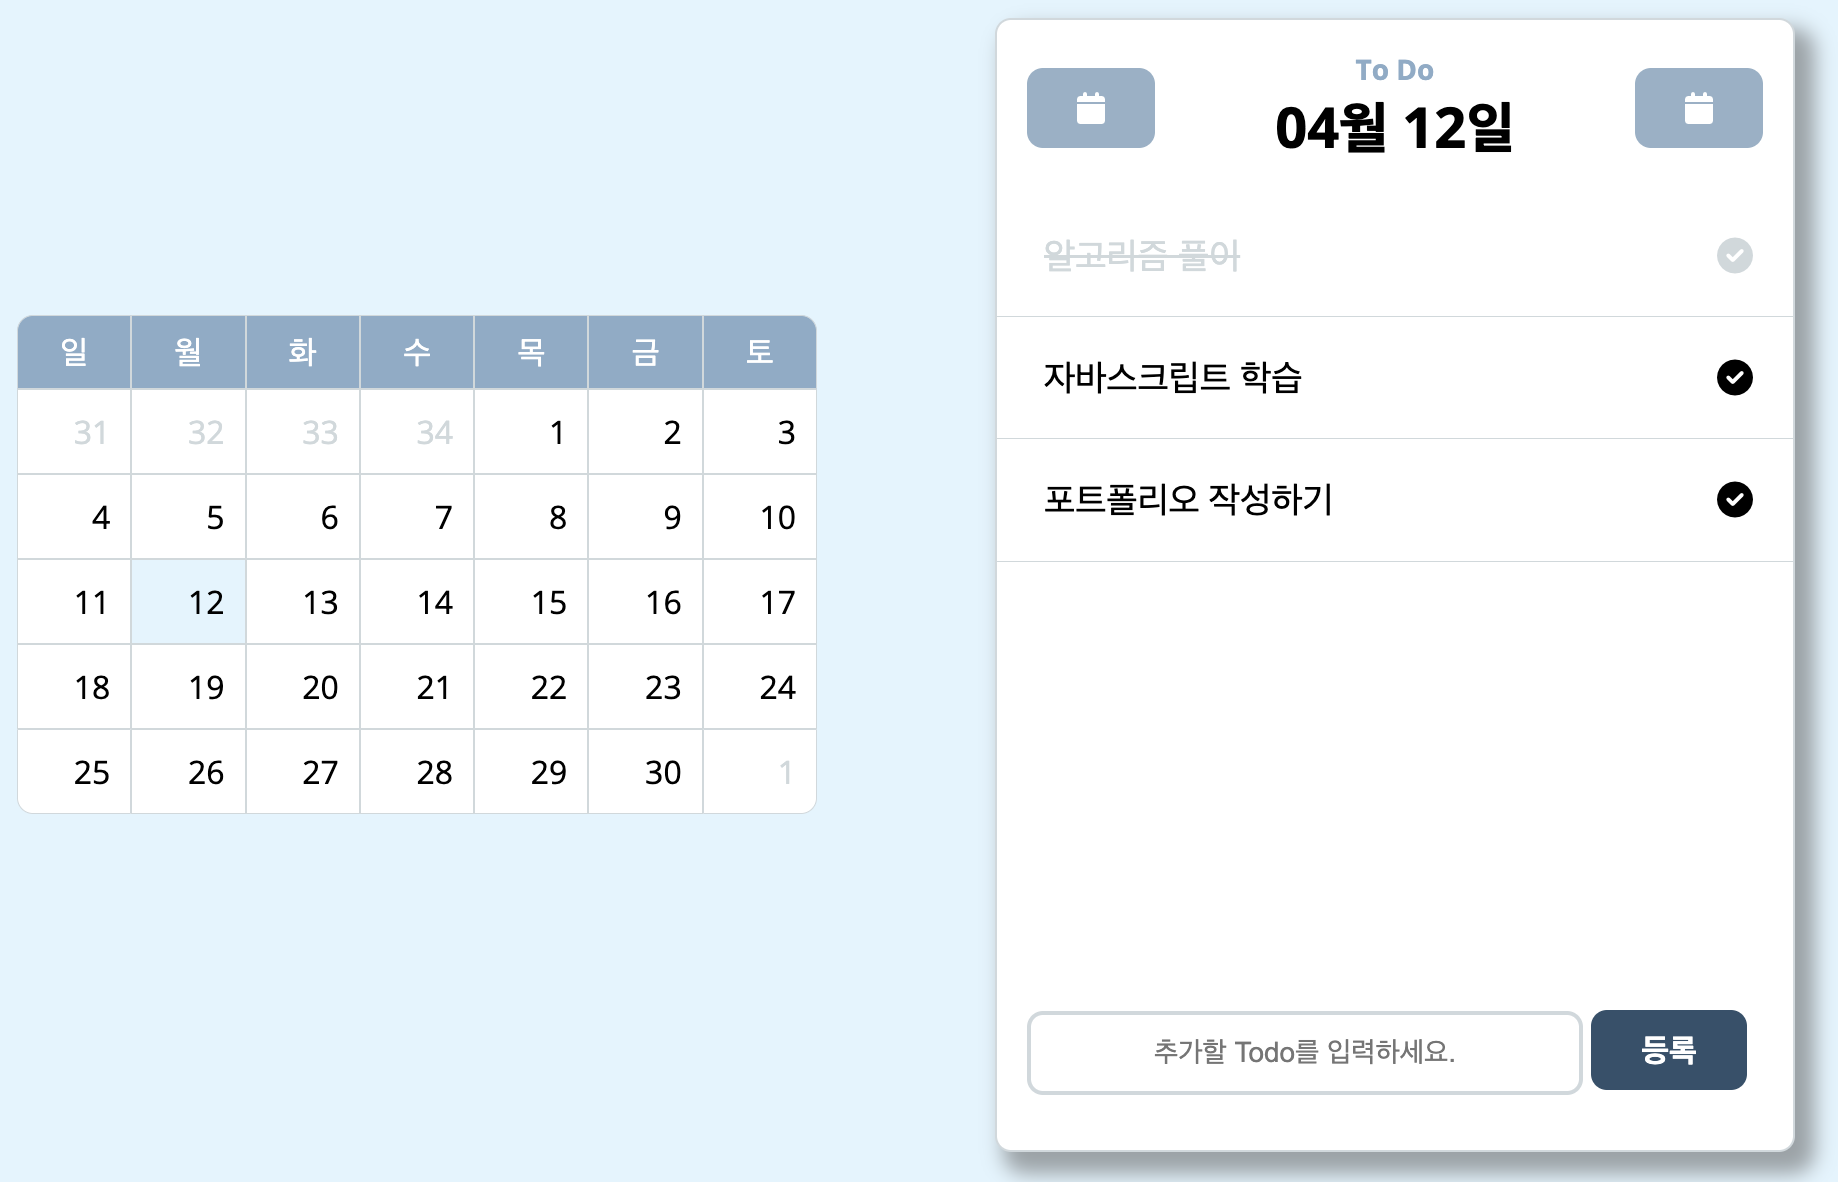 일 월 화 수 목 금 토
31 32 33 34 1 2 3
4 5 6 7 8 9 10
11 12 13 14 15 16 17
18 19 20 21 22 23 24
25 26 27 28 29 30 1
To Do
04월 12일
알고리즘 풀이
자바스크립트 학습
포트폴리오 작성하기
추가할 Todo를 입력하세요. 등록